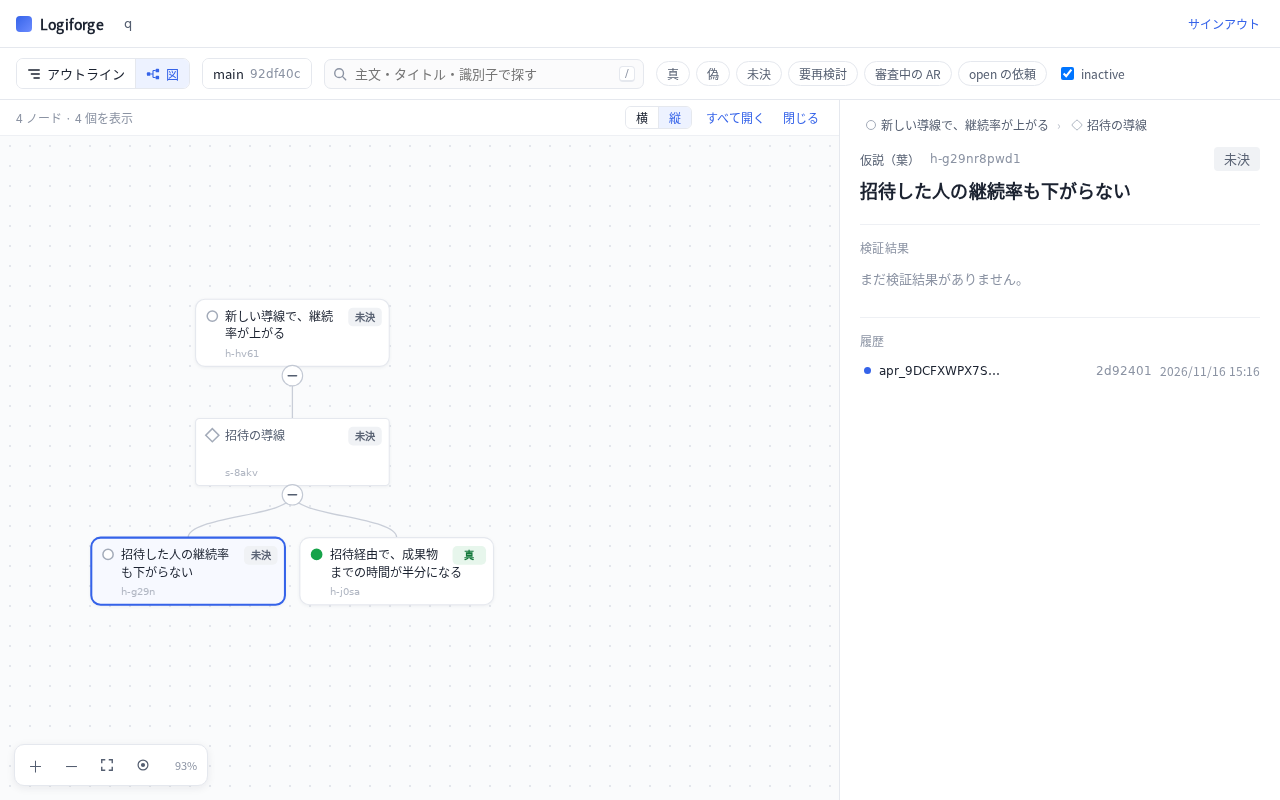 Logiforge q サインアウト
アウトライン 図 main 92df40c 主文・タイトル・識別子で探す / 真 偽 未決 要再検討 審査中の AR open の依頼 inactive
4 ノード · 4 個を表示 横 縦 すべて開く 閉じる
新しい導線で、継続率が上がる › 招待の導線
仮説（葉） h-g29nr8pwd1 未決
招待した人の継続率も下がらない
検証結果
まだ検証結果がありません。
履歴
apr_9DCFXWPX7S... 2d92401 2026/11/16 15:16
新しい導線で、継続 未決
率が上がる
h-hv61
招待の導線 未決
s-8akv
招待した人の継続率 未決
も下がらない
h-g29n
招待経由で、成果物 真
までの時間が半分になる
h-j0sa
93%